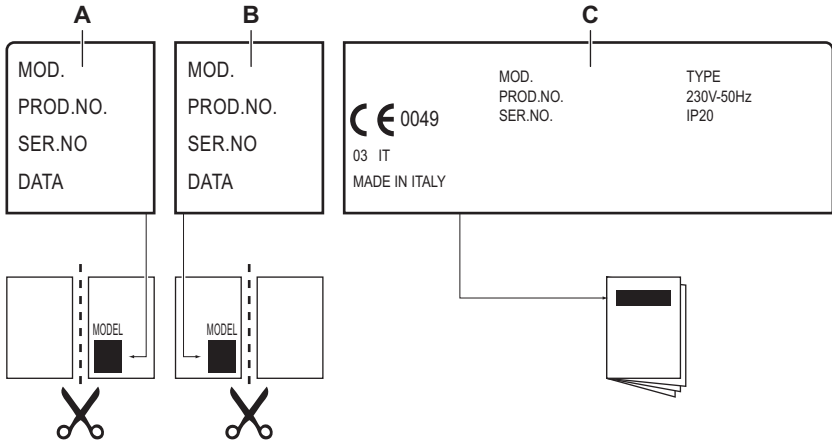 A
B
C
MOD.
PROD.NO.
SER.NO
DATA
MOD.
PROD.NO.
SER.NO
DATA
MOD.
PROD.NO.
SER.NO.
TYPE
230V-50Hz
IP20
CE 0049
03 IT
MADE IN ITALY
MODEL
MODEL